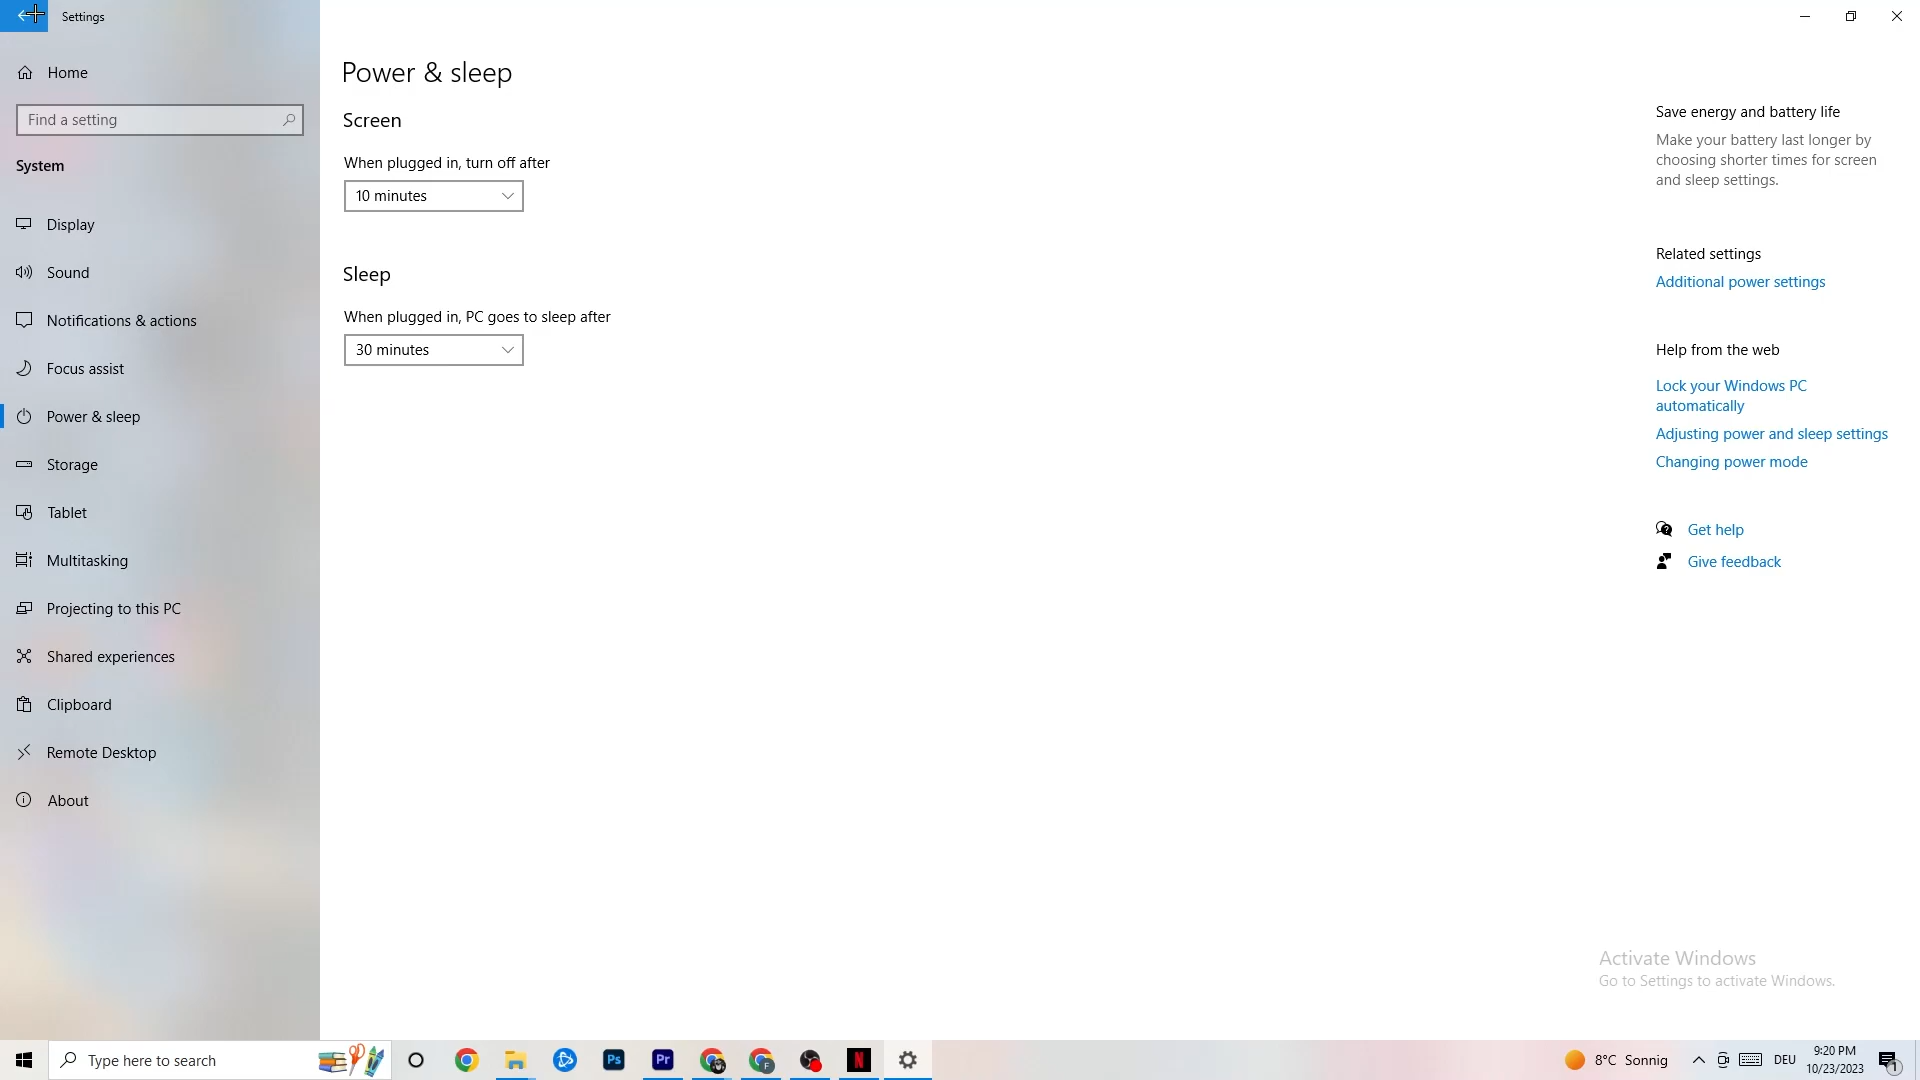 Settings
Home
Find a setting
System
Display
Sound
Notifications & actions
Focus assist
Power & sleep
Storage
Tablet
Multitasking
Projecting to this PC
Shared experiences
Clipboard
Remote Desktop
About
Power & sleep
Screen
When plugged in, turn off after
10 minutes
Sleep
When plugged in, PC goes to sleep after
30 minutes
Save energy and battery life
Make your battery last longer by
choosing shorter times for screen
and sleep settings.
Related settings
Additional power settings
Help from the web
Lock your Windows PC
automatically
Adjusting power and sleep settings
Changing power mode
Get help
Give feedback
Activate Windows
Go to Settings to activate Windows.
Type here to search
Ps
Pr
F
N
8°C Sonnig
DEU
9:20 PM
10/23/2023
1